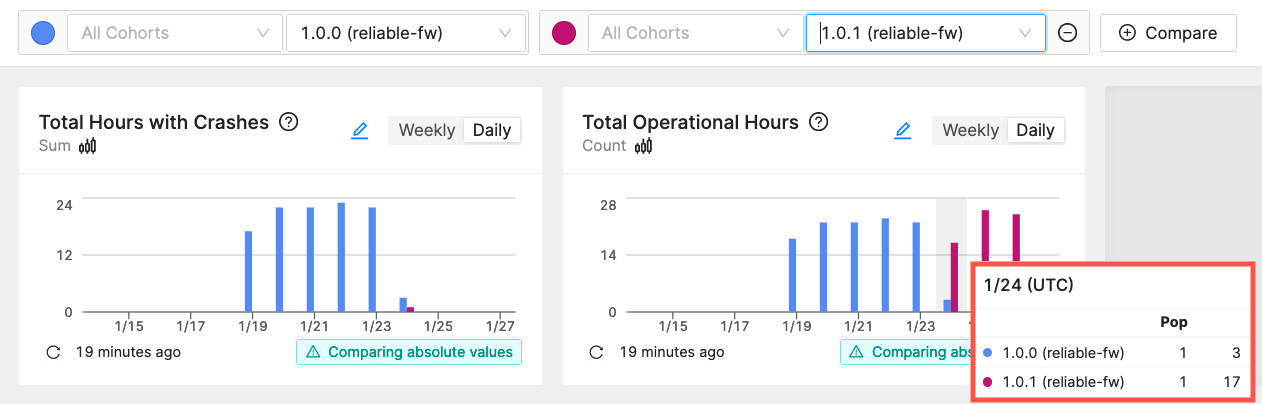 All Cohorts 1.0.0 (reliable-fw) All Cohorts 1.0.1 (reliable-fw) Compare
Total Hours with Crashes ? Weekly Daily
Sum
24
12
0
1/15 1/17 1/19 1/21 1/23 1/25 1/27
19 minutes ago Comparing absolute values
Total Operational Hours ? Weekly Daily
Count
28
14
0
1/15 1/17 1/19 1/21 1/23
19 minutes ago Comparing abs
1/24 (UTC)
Pop
1.0.0 (reliable-fw) 1 3
1.0.1 (reliable-fw) 1 17